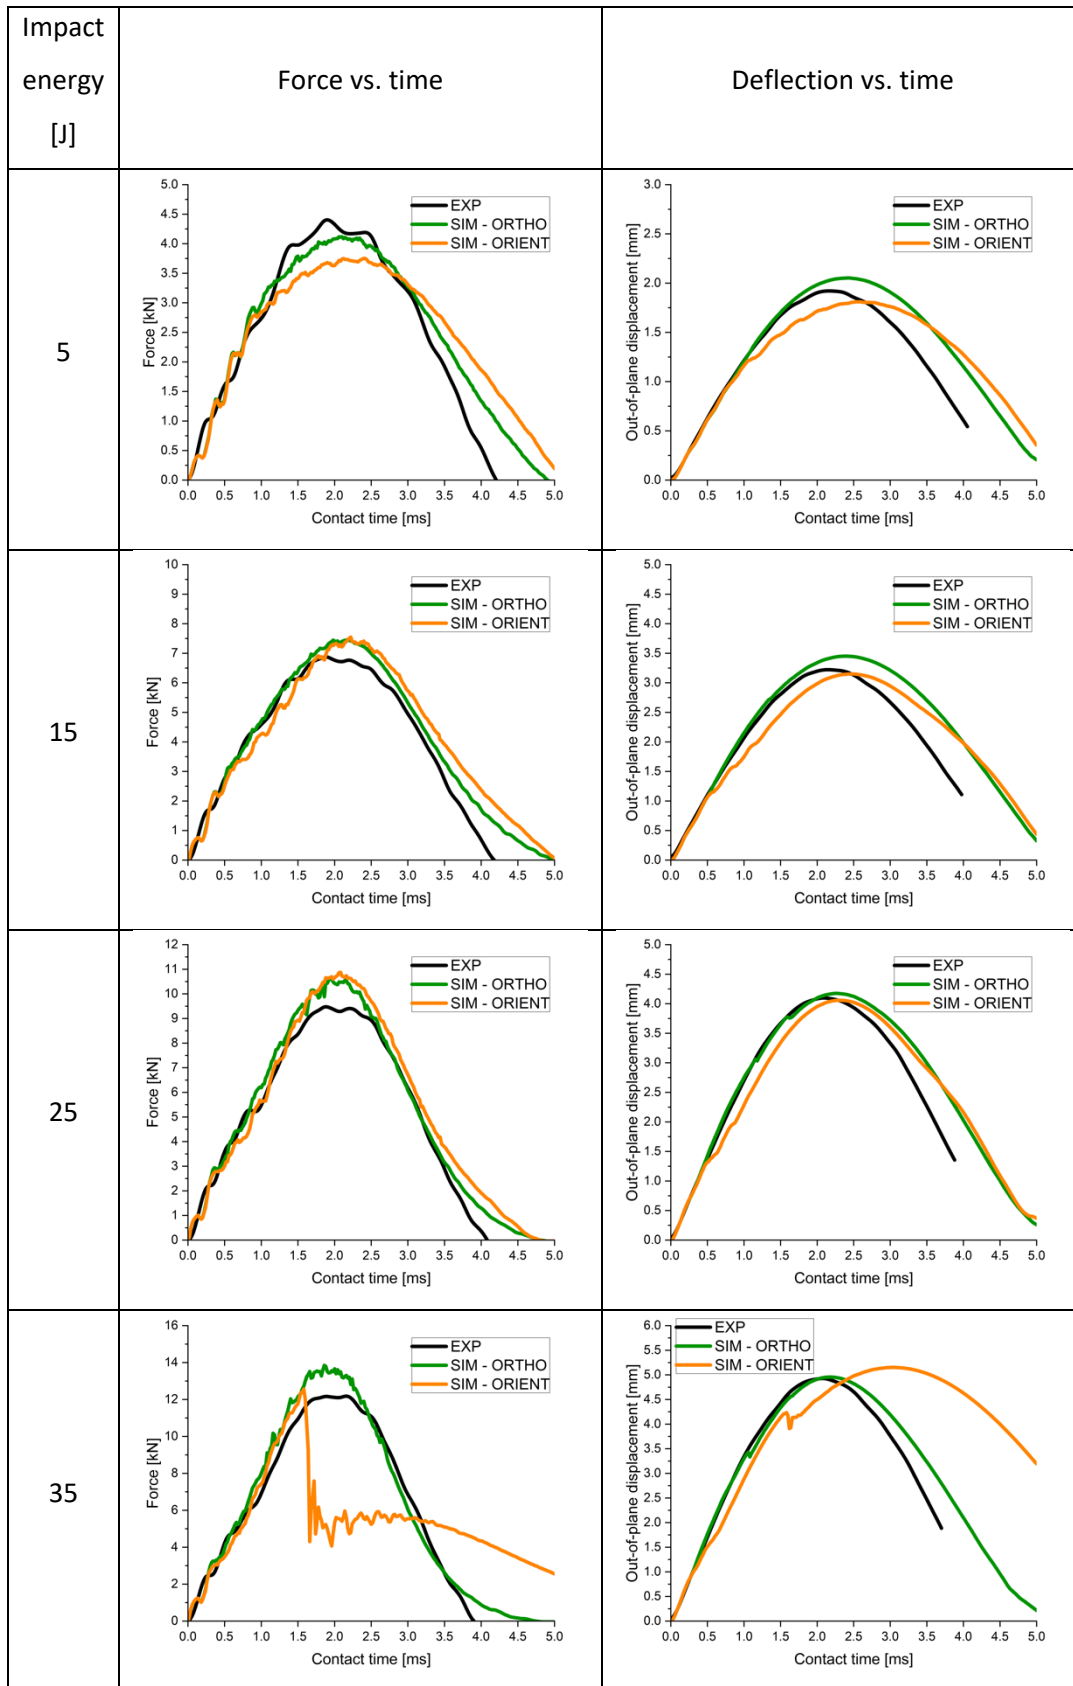 Impact
energy
[J]
Force vs. time
Deflection vs. time
5
5.0
4.5
4.0
3.5
3.0
2.5
2.0
1.5
1.0
0.5
0.0
Force [kN]
EXP
SIM - ORTHO
SIM - ORIENT
0.0 0.5 1.0 1.5 2.0 2.5 3.0 3.5 4.0 4.5 5.0
Contact time [ms]
3.0
2.5
2.0
1.5
1.0
0.5
0.0
Out-of-plane displacement [mm]
EXP
SIM - ORTHO
SIM - ORIENT
0.0 0.5 1.0 1.5 2.0 2.5 3.0 3.5 4.0 4.5 5.0
Contact time [ms]
15
10
9
8
7
6
5
4
3
2
1
0
Force [kN]
EXP
SIM - ORTHO
SIM - ORIENT
0.0 0.5 1.0 1.5 2.0 2.5 3.0 3.5 4.0 4.5 5.0
Contact time [ms]
5.0
4.5
4.0
3.5
3.0
2.5
2.0
1.5
1.0
0.5
0.0
Out-of-plane displacement [mm]
EXP
SIM - ORTHO
SIM - ORIENT
0.0 0.5 1.0 1.5 2.0 2.5 3.0 3.5 4.0 4.5 5.0
Contact time [ms]
25
12
11
10
9
8
7
6
5
4
3
2
1
0
Force [kN]
EXP
SIM - ORTHO
SIM - ORIENT
0.0 0.5 1.0 1.5 2.0 2.5 3.0 3.5 4.0 4.5 5.0
Contact time [ms]
5.0
4.5
4.0
3.5
3.0
2.5
2.0
1.5
1.0
0.5
0.0
Out-of-plane displacement [mm]
EXP
SIM - ORTHO
SIM - ORIENT
0.0 0.5 1.0 1.5 2.0 2.5 3.0 3.5 4.0 4.5 5.0
Contact time [ms]
35
16
14
12
10
8
6
4
2
0
Force [kN]
EXP
SIM - ORTHO
SIM - ORIENT
0.0 0.5 1.0 1.5 2.0 2.5 3.0 3.5 4.0 4.5 5.0
Contact time [ms]
6.0
5.5
5.0
4.5
4.0
3.5
3.0
2.5
2.0
1.5
1.0
0.5
0.0
Out-of-plane displacement [mm]
EXP
SIM - ORTHO
SIM - ORIENT
0.0 0.5 1.0 1.5 2.0 2.5 3.0 3.5 4.0 4.5 5.0
Contact time [ms]